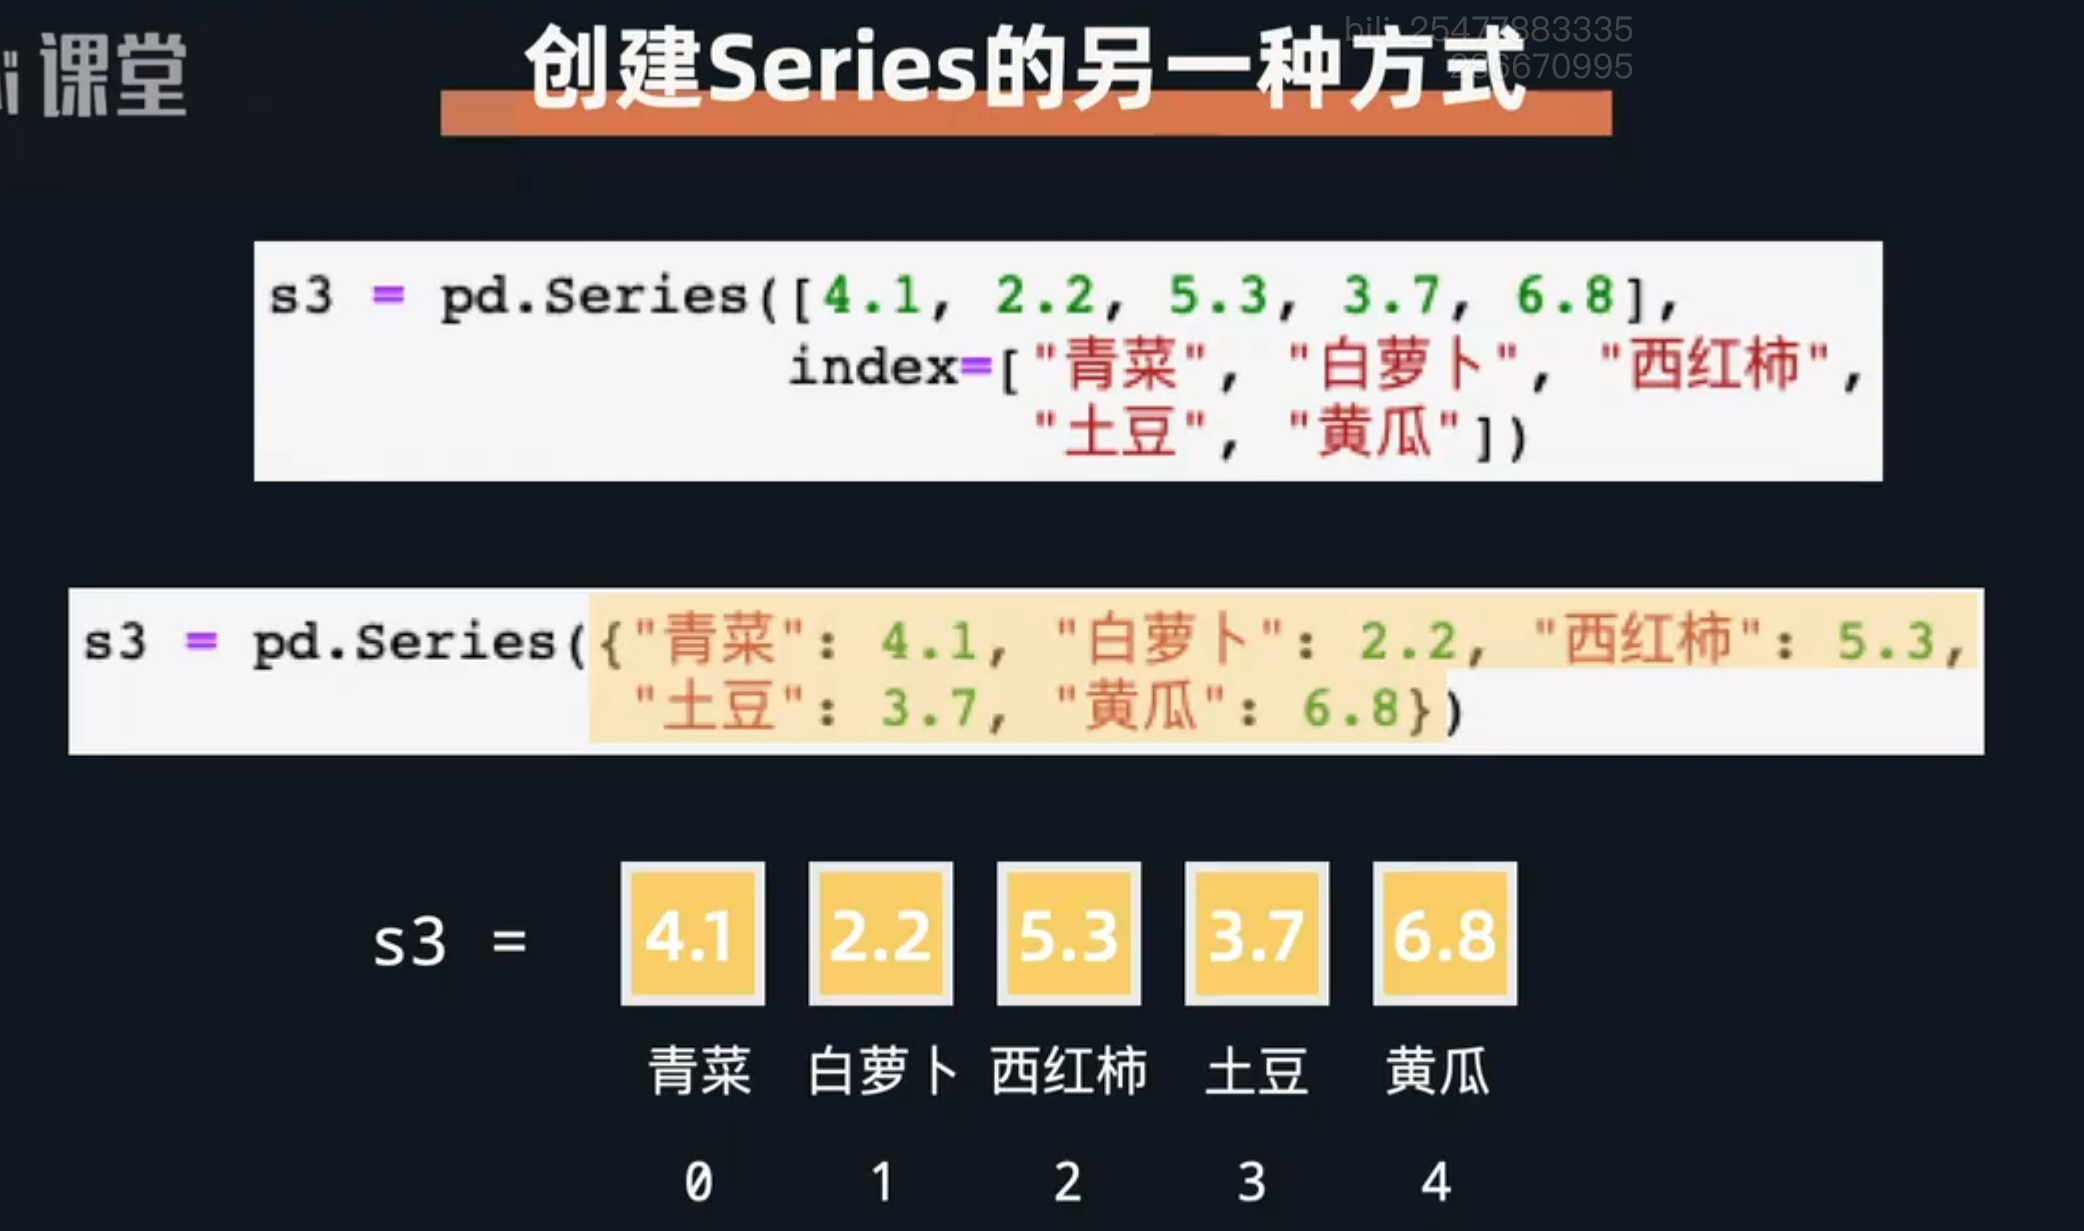 课堂
创建Series的另一种方式
bili_25477883335
s3 = pd.Series([4.1, 2.2, 5.3, 3.7, 6.8],
index=["青菜", "白萝卜", "西红柿",
"土豆", "黄瓜"])
s3 = pd.Series({"青菜": 4.1, "白萝卜": 2.2, "西红柿": 5.3,
"土豆": 3.7, "黄瓜": 6.8})
s3 = 4.1 2.2 5.3 3.7 6.8
青菜 白萝卜 西红柿 土豆 黄瓜
0 1 2 3 4